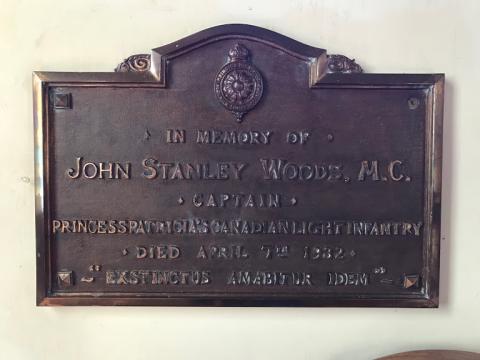 · IN MEMORY OF ·
JOHN STANLEY WOODS, M.C.
· CAPTAIN ·
PRINCESS PATRICIA'S CANADIAN LIGHT INFANTRY
· DIED APRIL 7TH 1932 ·
~ "EXSTINCTUS AMABITUR IDEM" ~